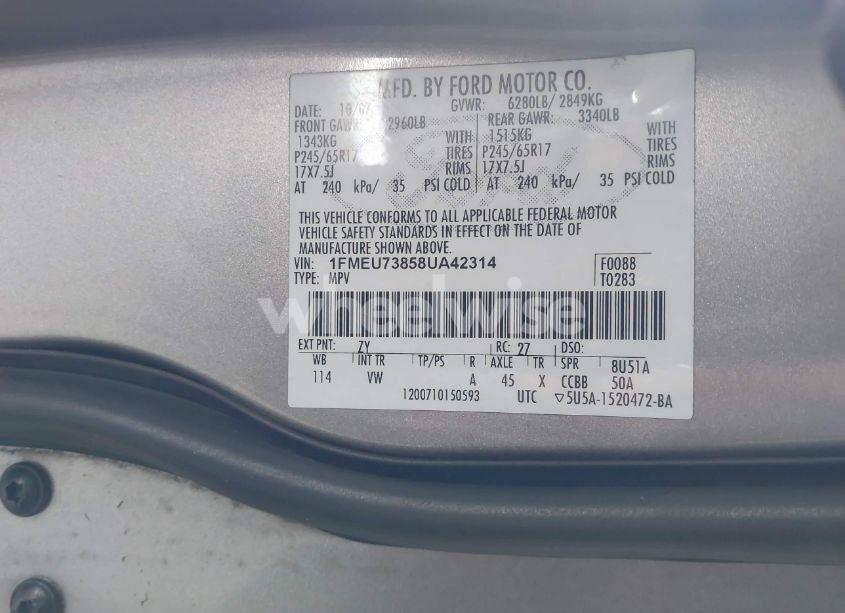 MFD. BY FORD MOTOR CO.
DATE: 10/07 GVWR: 6280LB/ 2849KG
FRONT GAWR: 2960LB REAR GAWR: 3340LB
1343KG WITH 1515KG WITH
P245/65R17 TIRES P245/65R17 TIRES
17X7.5J RIMS 17X7.5J RIMS
AT 240 kPa/ 35 PSI COLD AT 240 kPa/ 35 PSI COLD
THIS VEHICLE CONFORMS TO ALL APPLICABLE FEDERAL MOTOR
VEHICLE SAFETY STANDARDS IN EFFECT ON THE DATE OF
MANUFACTURE SHOWN ABOVE.
VIN: 1FMEU73858UA42314 F0088
TYPE: MPV T0283
wheelwise
EXT PNT: ZY RC: 27 DSO:
WB INT TR TP/PS R AXLE TR SPR 8U51A
114 VW A 45 X CCBB 50A
1200710150593 UTC ▽5U5A-1520472-BA